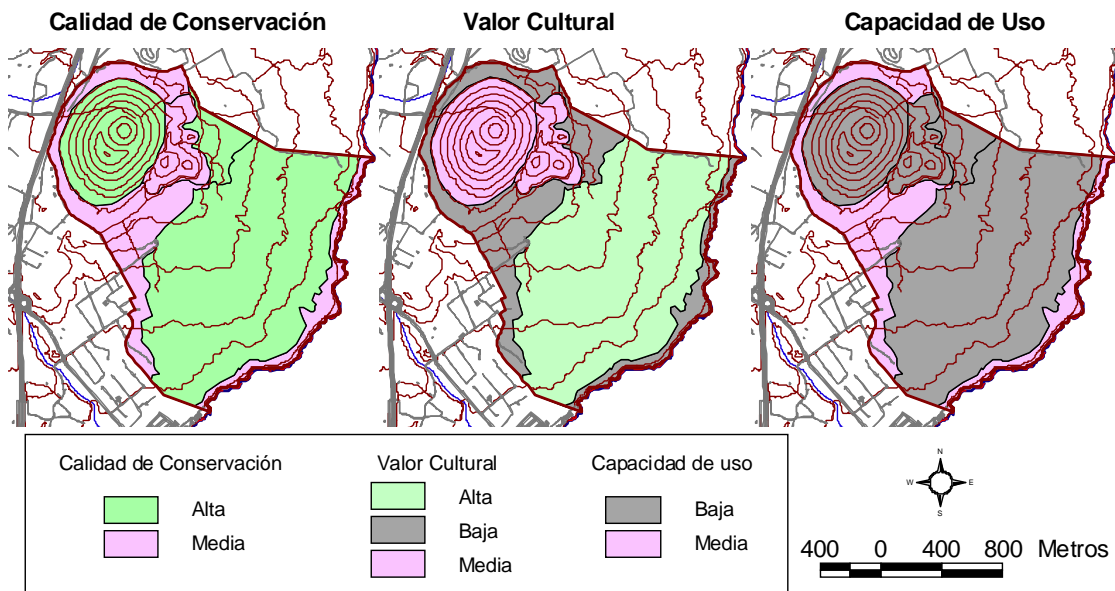 Calidad de Conservación
Valor Cultural
Capacidad de Uso
Calidad de Conservación
Alta
Media
Valor Cultural
Alta
Baja
Media
Capacidad de uso
Baja
Media
N
W E
S
400 0 400 800 Metros